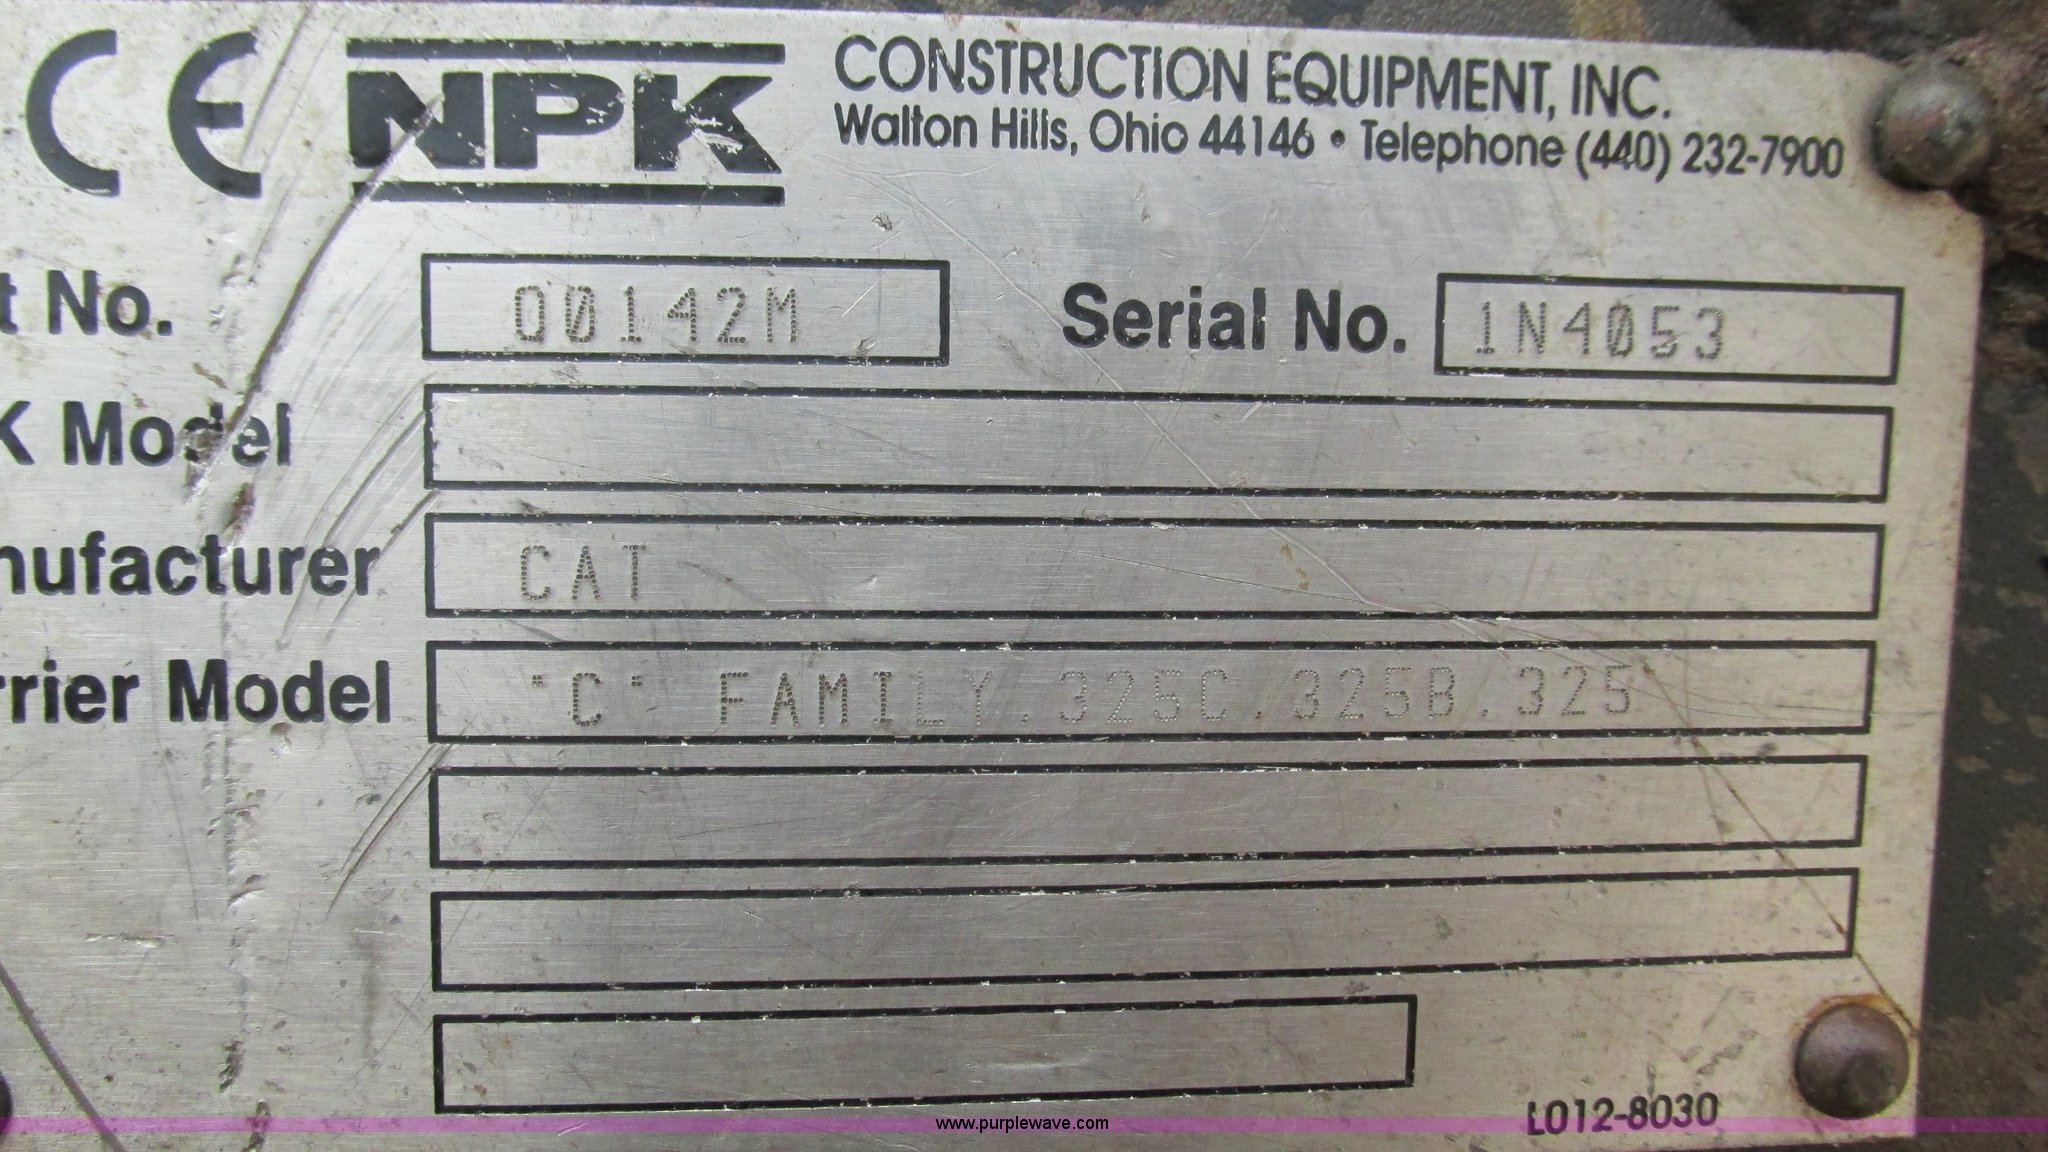 CE NPK CONSTRUCTION EQUIPMENT, INC.
Walton Hills, Ohio 44146 • Telephone (440) 232-7900
t No. Q0142M Serial No. 1N4053
K Model
nufacturer CAT
rrier Model "C" FAMILY.325C.325B.325
L012-8030
www.purplewave.com